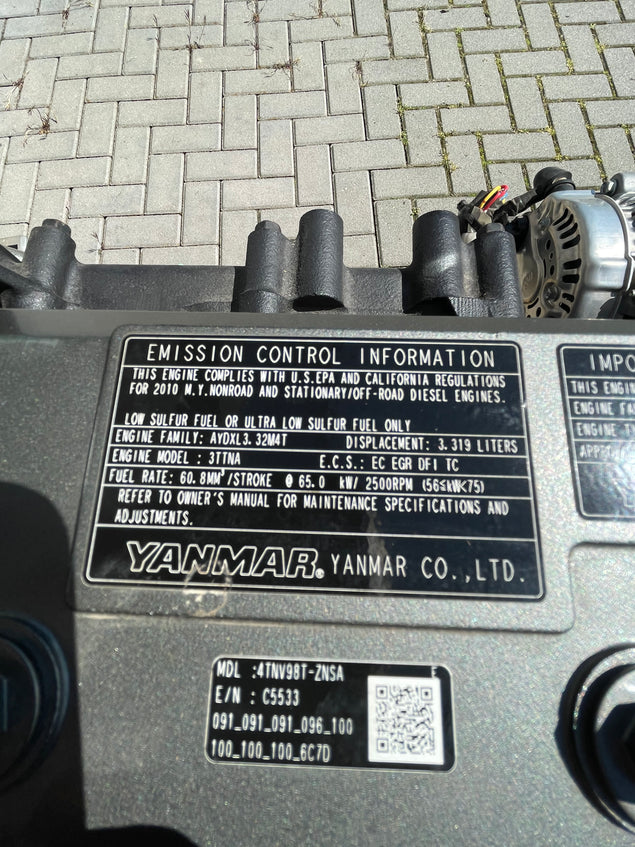 EMISSION CONTROL INFORMATION
THIS ENGINE COMPLIES WITH U.S.EPA AND CALIFORNIA REGULATIONS
FOR 2010 M.Y.NONROAD AND STATIONARY/OFF-ROAD DIESEL ENGINES.
LOW SULFUR FUEL OR ULTRA LOW SULFUR FUEL ONLY
ENGINE FAMILY: AYDXL3.32M4T DISPLACEMENT: 3.319 LITERS
ENGINE MODEL : 3TTNA E.C.S.: EC EGR DFI TC
FUEL RATE: 60.8MM³/STROKE @ 65.0 kW/ 2500RPM (56≤kW<75)
REFER TO OWNER'S MANUAL FOR MAINTENANCE SPECIFICATIONS AND
ADJUSTMENTS.
YANMAR® YANMAR CO.,LTD.
IMPO
THIS ENGIN
ENGINE FA
ENGINE T
MDL :4TNV98T-ZNSA
E/N : C5533
091_091_091_096_100
100_100_100_6C7D